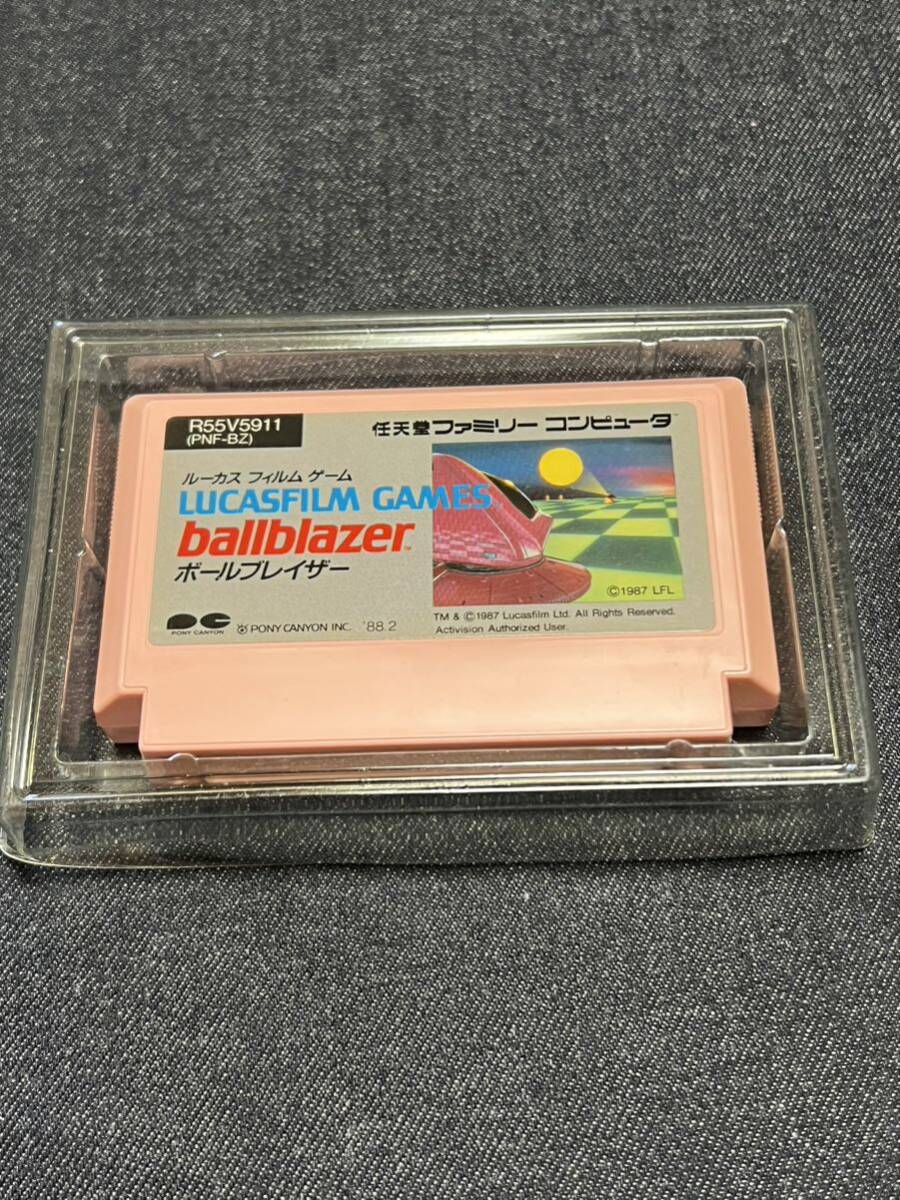 R55V5911
(PNF-BZ)
任天堂 ファミリー コンピュータ™
ルーカス フィルム ゲーム
LUCASFILM GAMES
ballblazer™
ボールブレイザー
©1987 LFL
TM & ©1987 Lucasfilm Ltd. All Rights Reserved.
Activision Authorized User.
PONY CANYON
PONY CANYON INC. '88.2